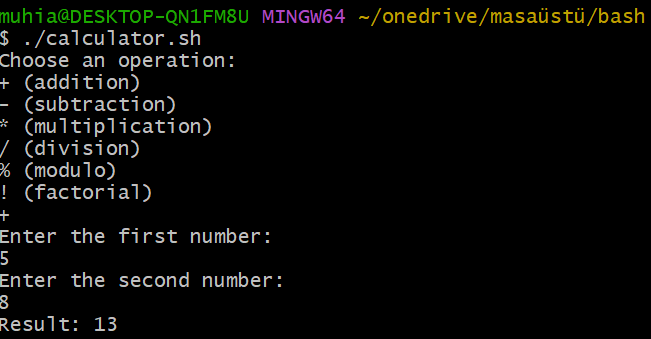 muhia@DESKTOP-QN1FM8U MINGW64 ~/onedrive/masaüstü/bash
$ ./calculator.sh
Choose an operation:
+ (addition)
- (subtraction)
* (multiplication)
/ (division)
% (modulo)
! (factorial)
+
Enter the first number:
5
Enter the second number:
8
Result: 13